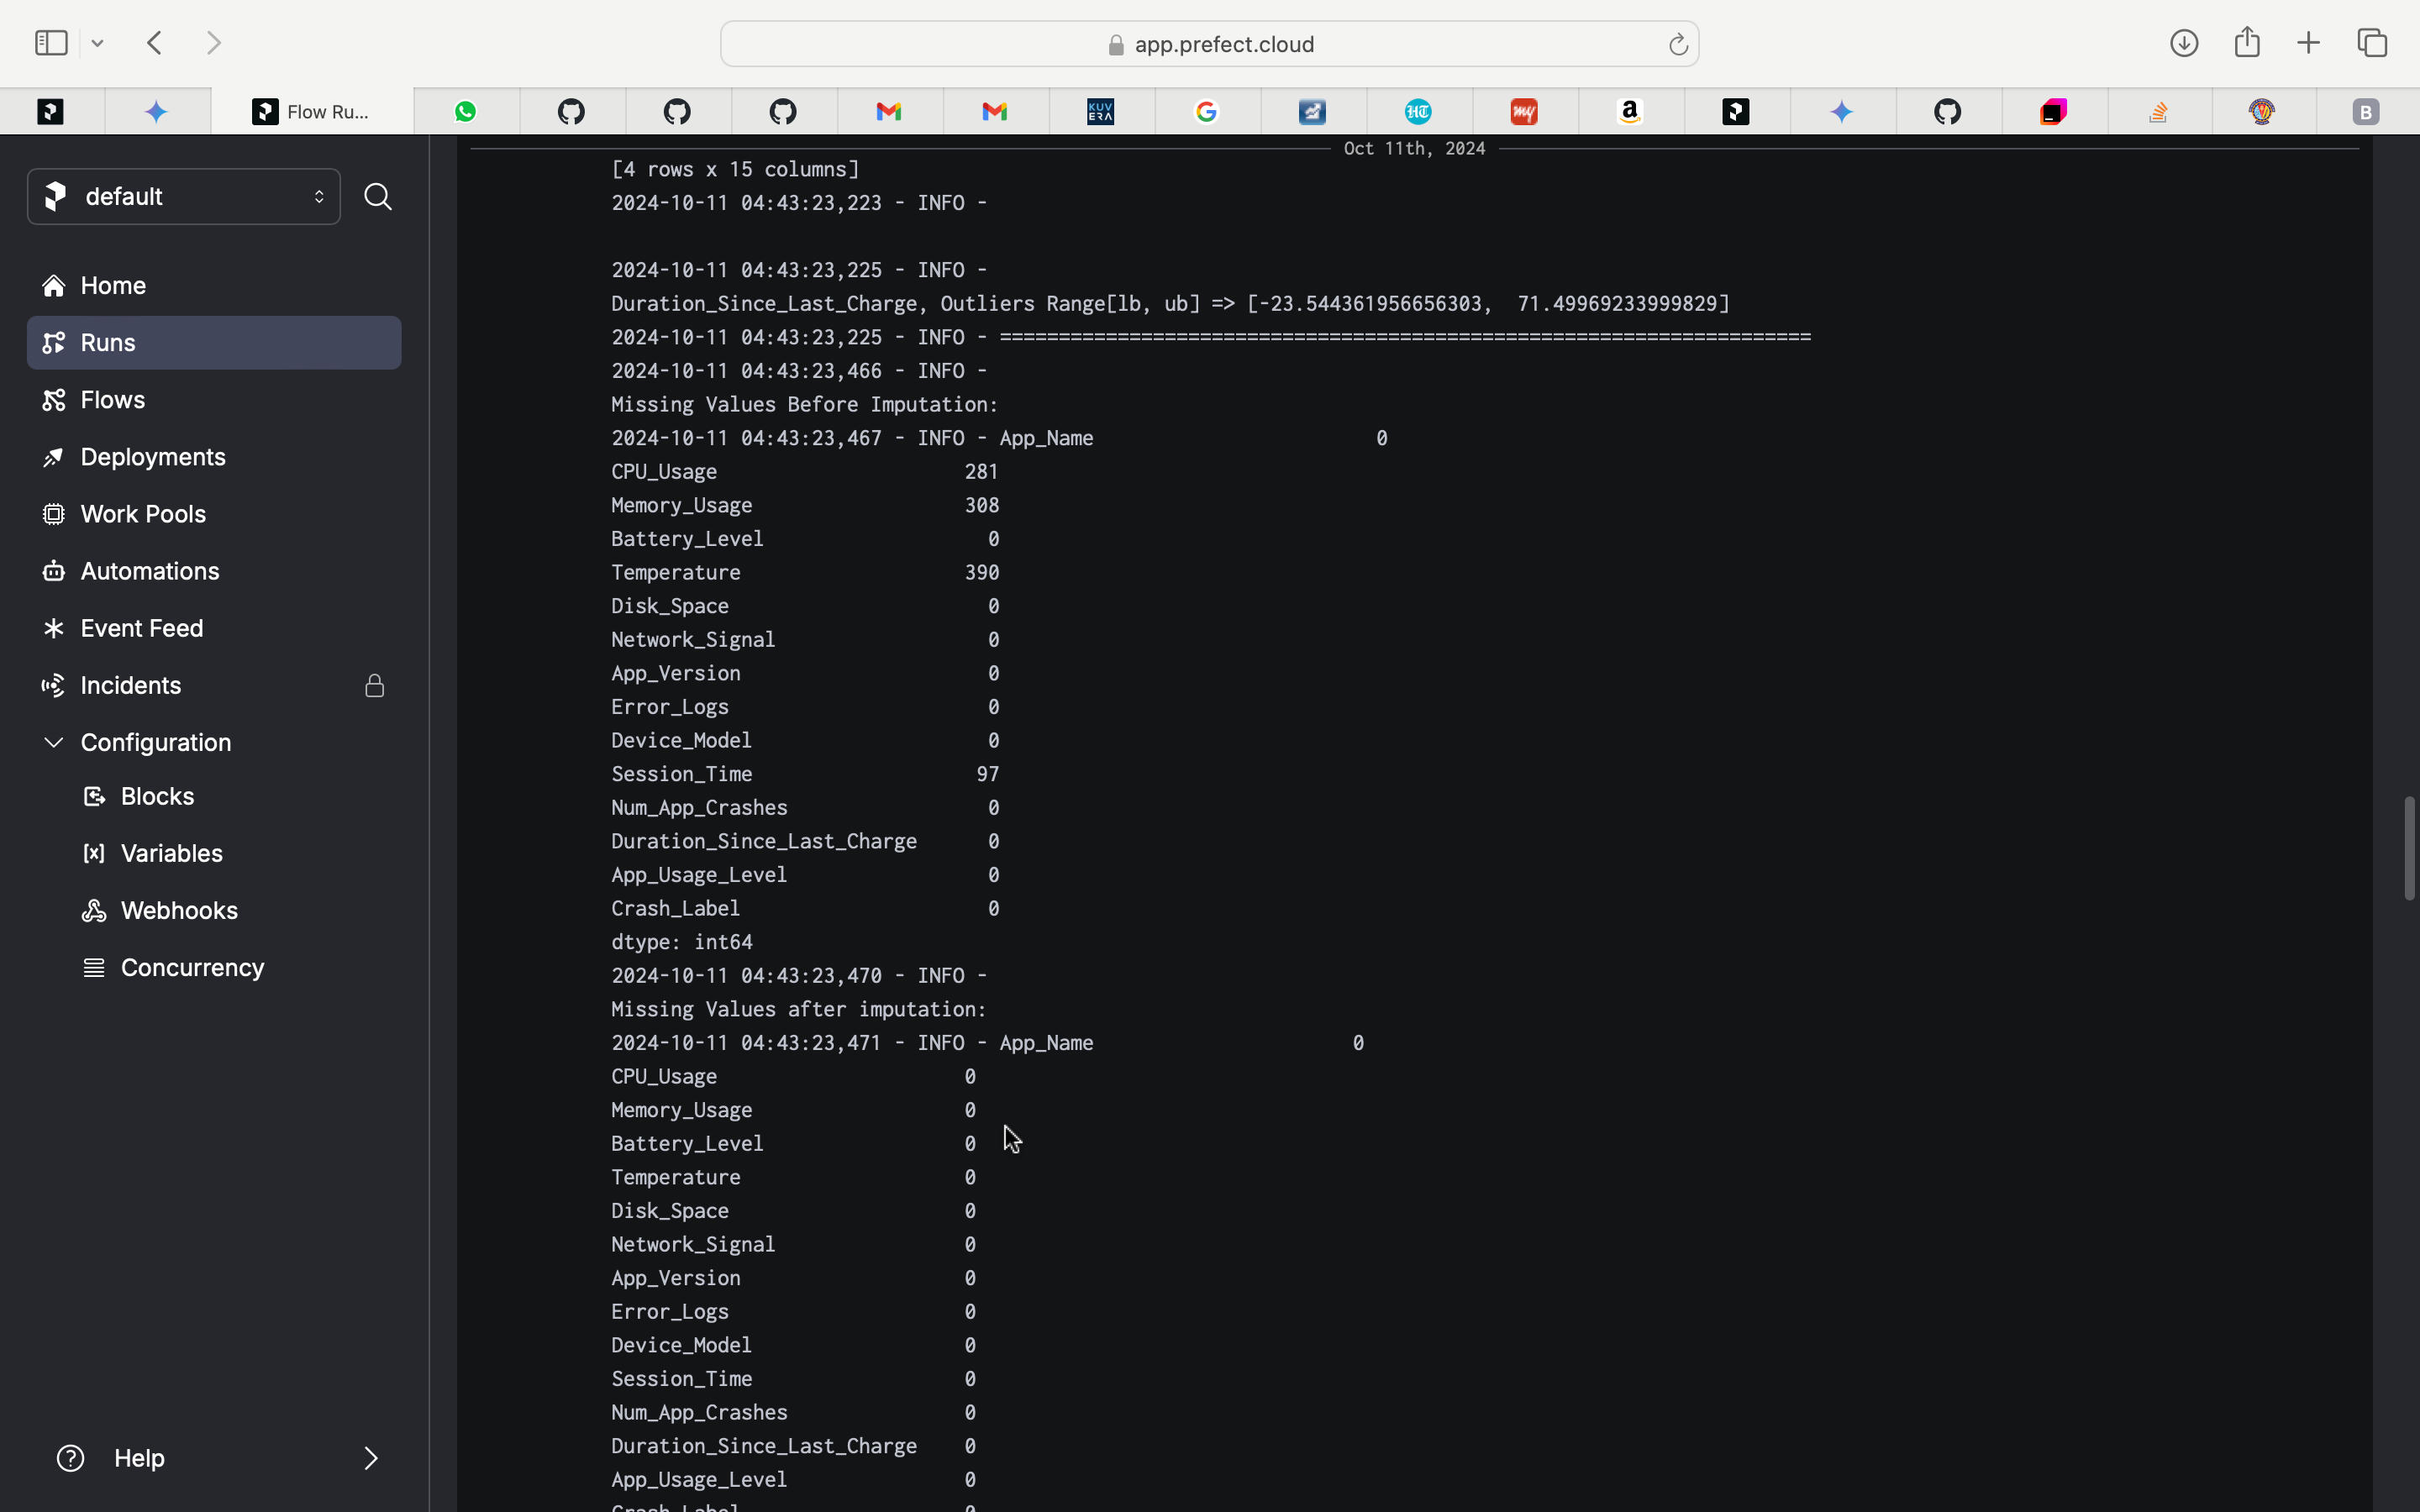 app.prefect.cloud
Flow Ru...
KUV
ERA
G
HT
my
a
B
default
Home
Runs
Flows
Deployments
Work Pools
Automations
Event Feed
Incidents
Configuration
Blocks
Variables
Webhooks
Concurrency
Help
Oct 11th, 2024
[4 rows x 15 columns]
2024-10-11 04:43:23,223 - INFO -
2024-10-11 04:43:23,225 - INFO -
Duration_Since_Last_Charge, Outliers Range[lb, ub] => [-23.544361956656303,  71.49969233999829]
2024-10-11 04:43:23,225 - INFO - =====================================================================
2024-10-11 04:43:23,466 - INFO -
Missing Values Before Imputation:
2024-10-11 04:43:23,467 - INFO - App_Name                        0
CPU_Usage                     281
Memory_Usage                  308
Battery_Level                   0
Temperature                   390
Disk_Space                      0
Network_Signal                  0
App_Version                     0
Error_Logs                      0
Device_Model                    0
Session_Time                   97
Num_App_Crashes                 0
Duration_Since_Last_Charge      0
App_Usage_Level                 0
Crash_Label                     0
dtype: int64
2024-10-11 04:43:23,470 - INFO -
Missing Values after imputation:
2024-10-11 04:43:23,471 - INFO - App_Name                      0
CPU_Usage                     0
Memory_Usage                  0
Battery_Level                 0
Temperature                   0
Disk_Space                    0
Network_Signal                0
App_Version                   0
Error_Logs                    0
Device_Model                  0
Session_Time                  0
Num_App_Crashes               0
Duration_Since_Last_Charge    0
App_Usage_Level               0
Crash_Label                   0